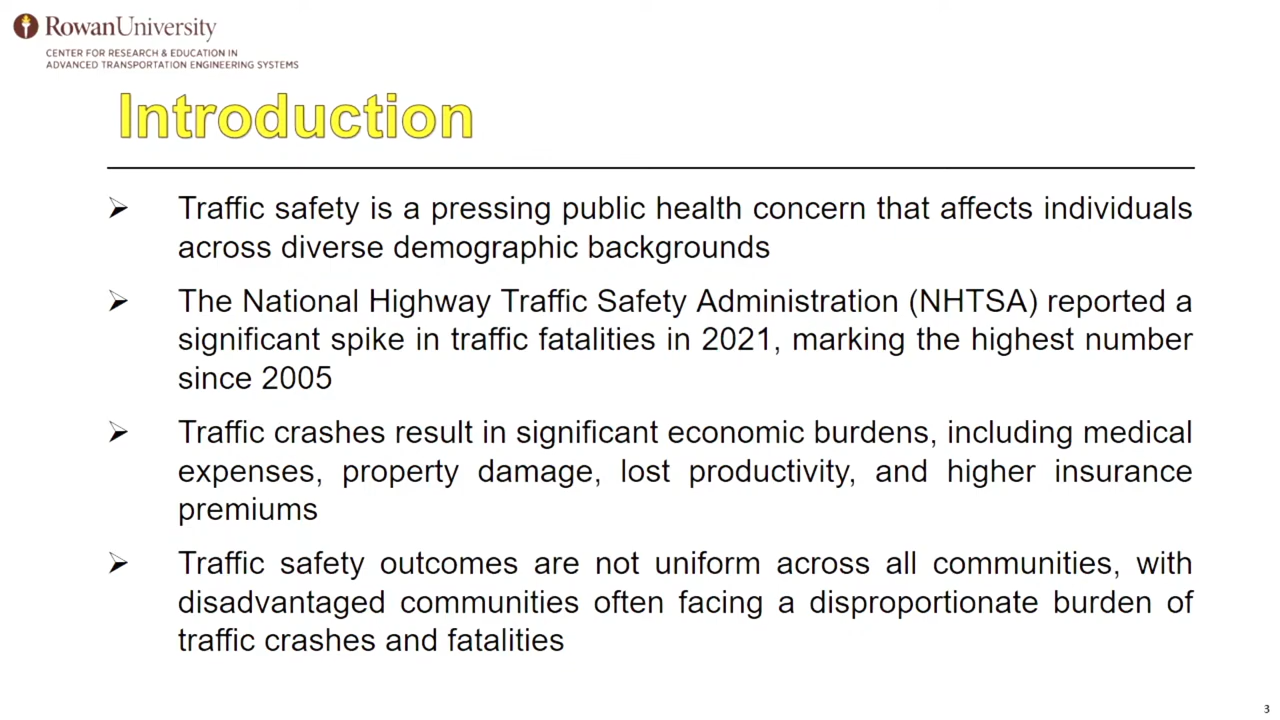 RowanUniversity
CENTER FOR RESEARCH & EDUCATION IN
ADVANCED TRANSPORTATION ENGINEERING SYSTEMS
Introduction
➢ Traffic safety is a pressing public health concern that affects individuals
across diverse demographic backgrounds
➢ The National Highway Traffic Safety Administration (NHTSA) reported a
significant spike in traffic fatalities in 2021, marking the highest number
since 2005
➢ Traffic crashes result in significant economic burdens, including medical
expenses, property damage, lost productivity, and higher insurance
premiums
➢ Traffic safety outcomes are not uniform across all communities, with
disadvantaged communities often facing a disproportionate burden of
traffic crashes and fatalities
3